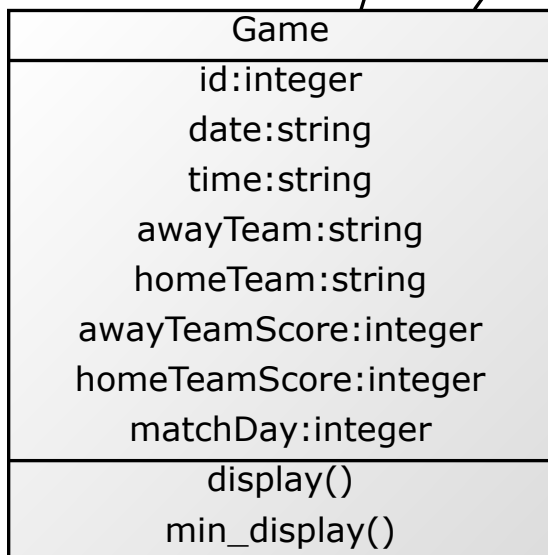 Game
id:integer
date:string
time:string
awayTeam:string
homeTeam:string
awayTeamScore:integer
homeTeamScore:integer
matchDay:integer
display()
min_display()